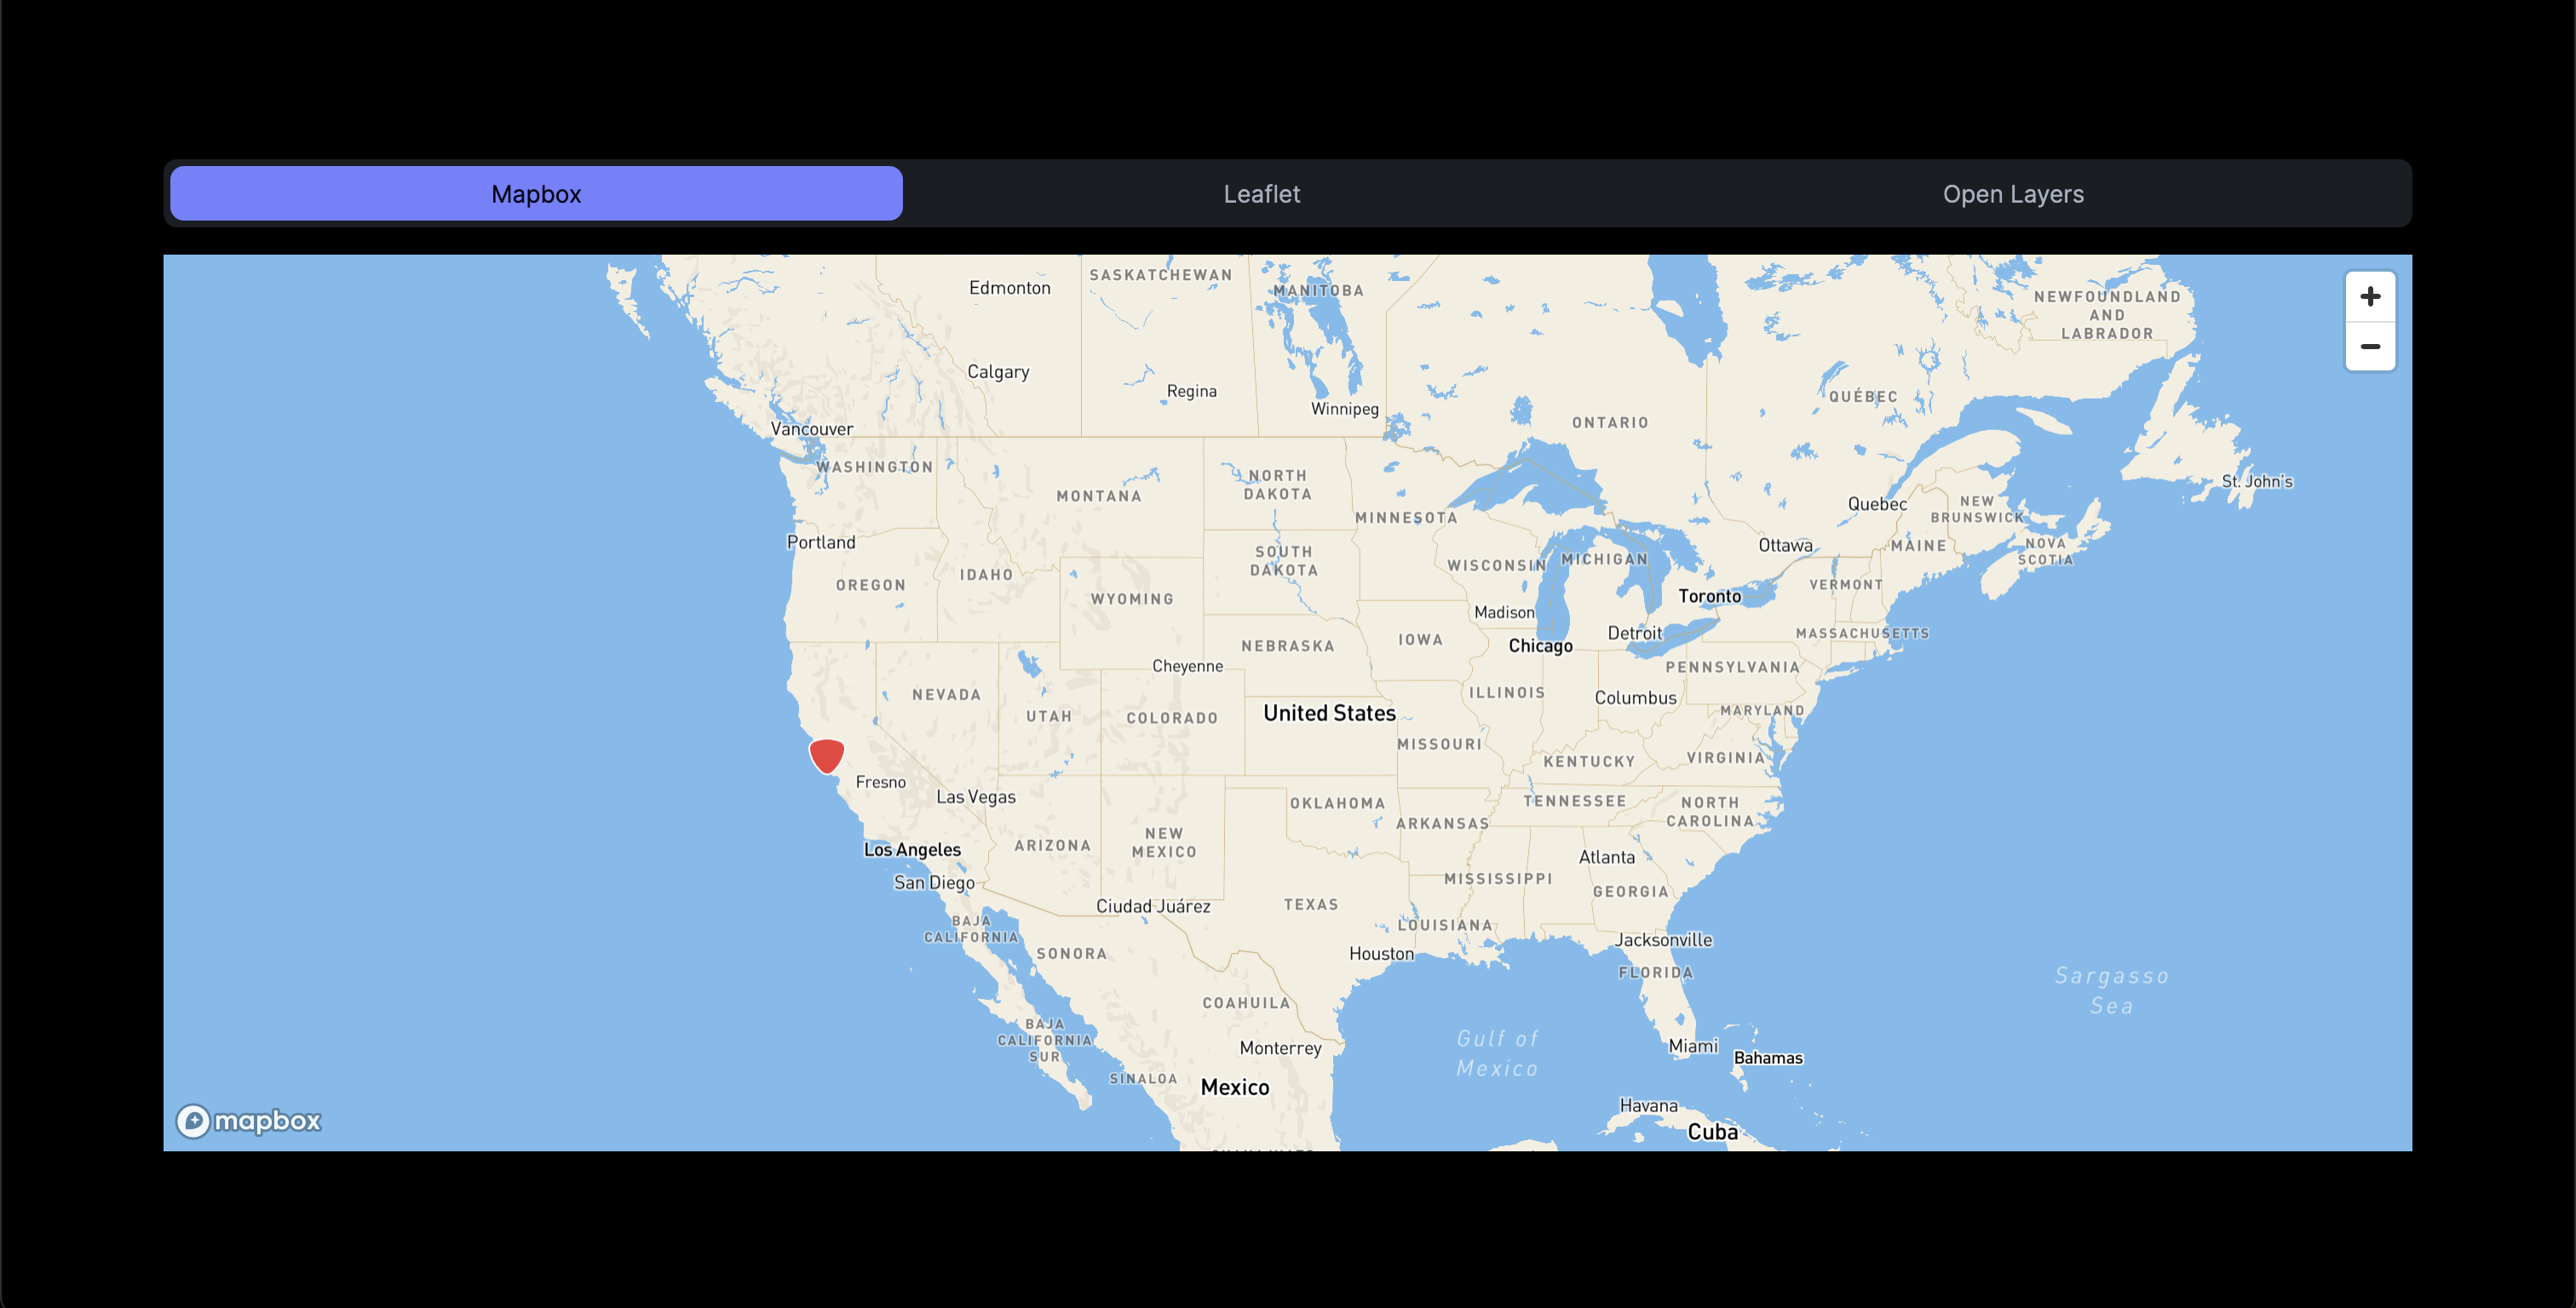 Mapbox
Leaflet
Open Layers
SASKATCHEWAN
Edmonton
MANITOBA
NEWFOUNDLAND
AND
LABRADOR
Calgary
Regina
QUÉBEC
Winnipeg
ONTARIO
Vancouver
WASHINGTON
NORTH
DAKOTA
St. John's
MONTANA
Quebec
NEW
BRUNSWICK
MINNESOTA
Portland
Ottawa
MAINE
NOVA
SCOTIA
SOUTH
DAKOTA
WISCONSIN
MICHIGAN
IDAHO
OREGON
VERMONT
WYOMING
Toronto
Madison
Detroit
MASSACHUSETTS
IOWA
NEBRASKA
Chicago
Cheyenne
PENNSYLVANIA
NEVADA
ILLINOIS
Columbus
UTAH
COLORADO
United States
MARYLAND
MISSOURI
KENTUCKY
VIRGINIA
Fresno
Las Vegas
OKLAHOMA
TENNESSEE
NORTH
CAROLINA
ARKANSAS
NEW
MEXICO
ARIZONA
Los Angeles
Atlanta
San Diego
MISSISSIPPI
GEORGIA
Ciudad Juárez
TEXAS
BAJA
CALIFORNIA
LOUISIANA
SONORA
Houston
Jacksonville
FLORIDA
Sargasso
Sea
COAHUILA
BAJA
CALIFORNIA
SUR
Gulf of
Mexico
Monterrey
Miami
Bahamas
SINALOA
Mexico
Havana
Cuba
mapbox